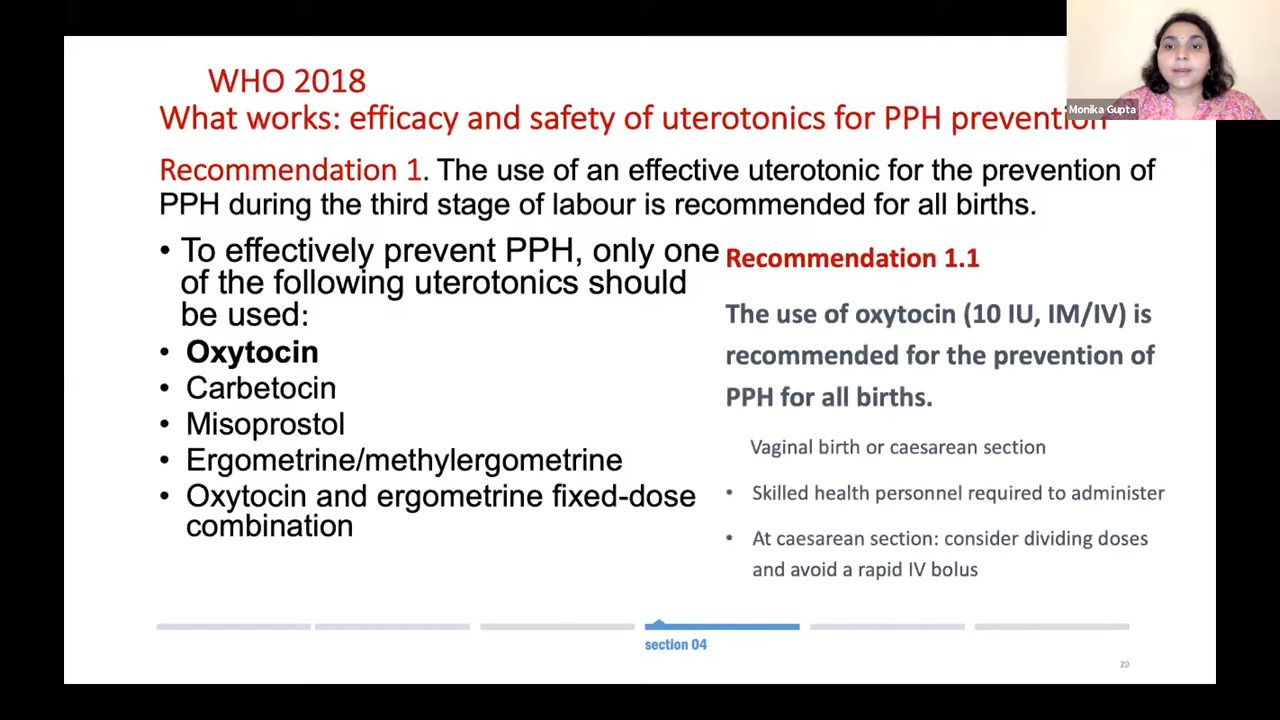 WHO 2018
What works: efficacy and safety of uterotonics for PPH prevention
Monika Gupta
Recommendation 1. The use of an effective uterotonic for the prevention of
PPH during the third stage of labour is recommended for all births.
• To effectively prevent PPH, only one
of the following uterotonics should
be used:
• Oxytocin
• Carbetocin
• Misoprostol
• Ergometrine/methylergometrine
• Oxytocin and ergometrine fixed-dose
combination
Recommendation 1.1
The use of oxytocin (10 IU, IM/IV) is
recommended for the prevention of
PPH for all births.
Vaginal birth or caesarean section
• Skilled health personnel required to administer
• At caesarean section: consider dividing doses
and avoid a rapid IV bolus
section 04
20